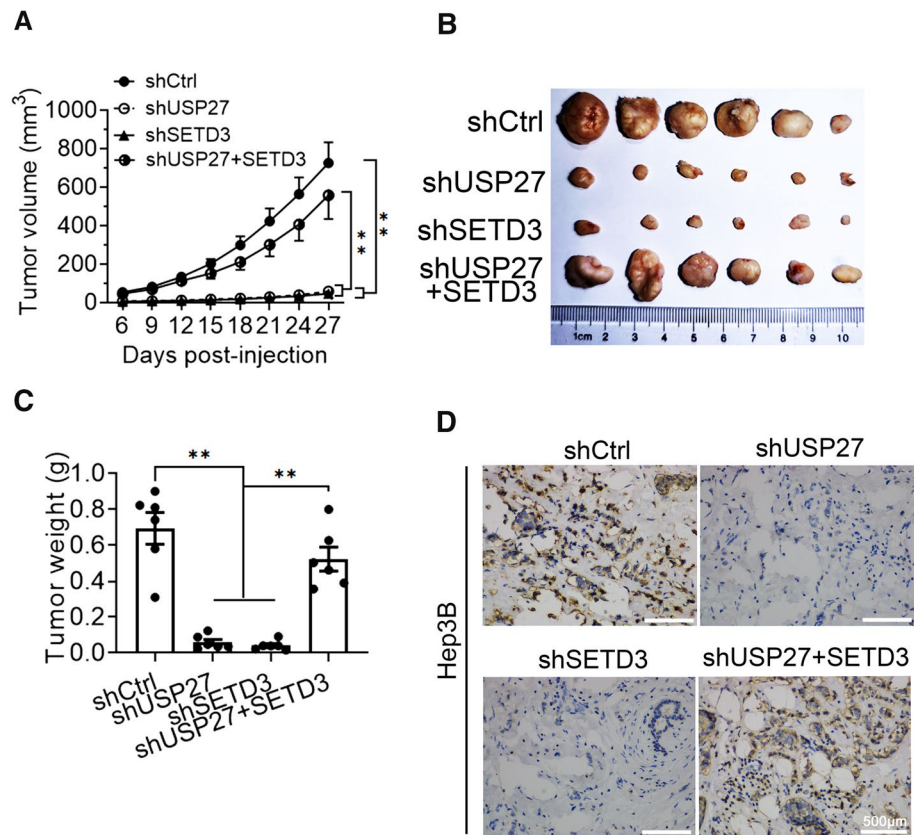 A
shCtrl
shUSP27
shSETD3
shUSP27+SETD3
Tumor volume (mm3)
1000
800
600
400
200
0
6 9 12 15 18 21 24 27
Days post-injection
**
**
B
shCtrl
shUSP27
shSETD3
shUSP27
+SETD3
1cm 2 3 4 5 6 7 8 9 10
C
Tumor weight (g)
1.0
0.8
0.6
0.4
0.2
0.0
**
**
shCtrl
shUSP27
shSETD3
shUSP27+SETD3
D
Hep3B
shCtrl
shUSP27
shSETD3
shUSP27+SETD3
500μm